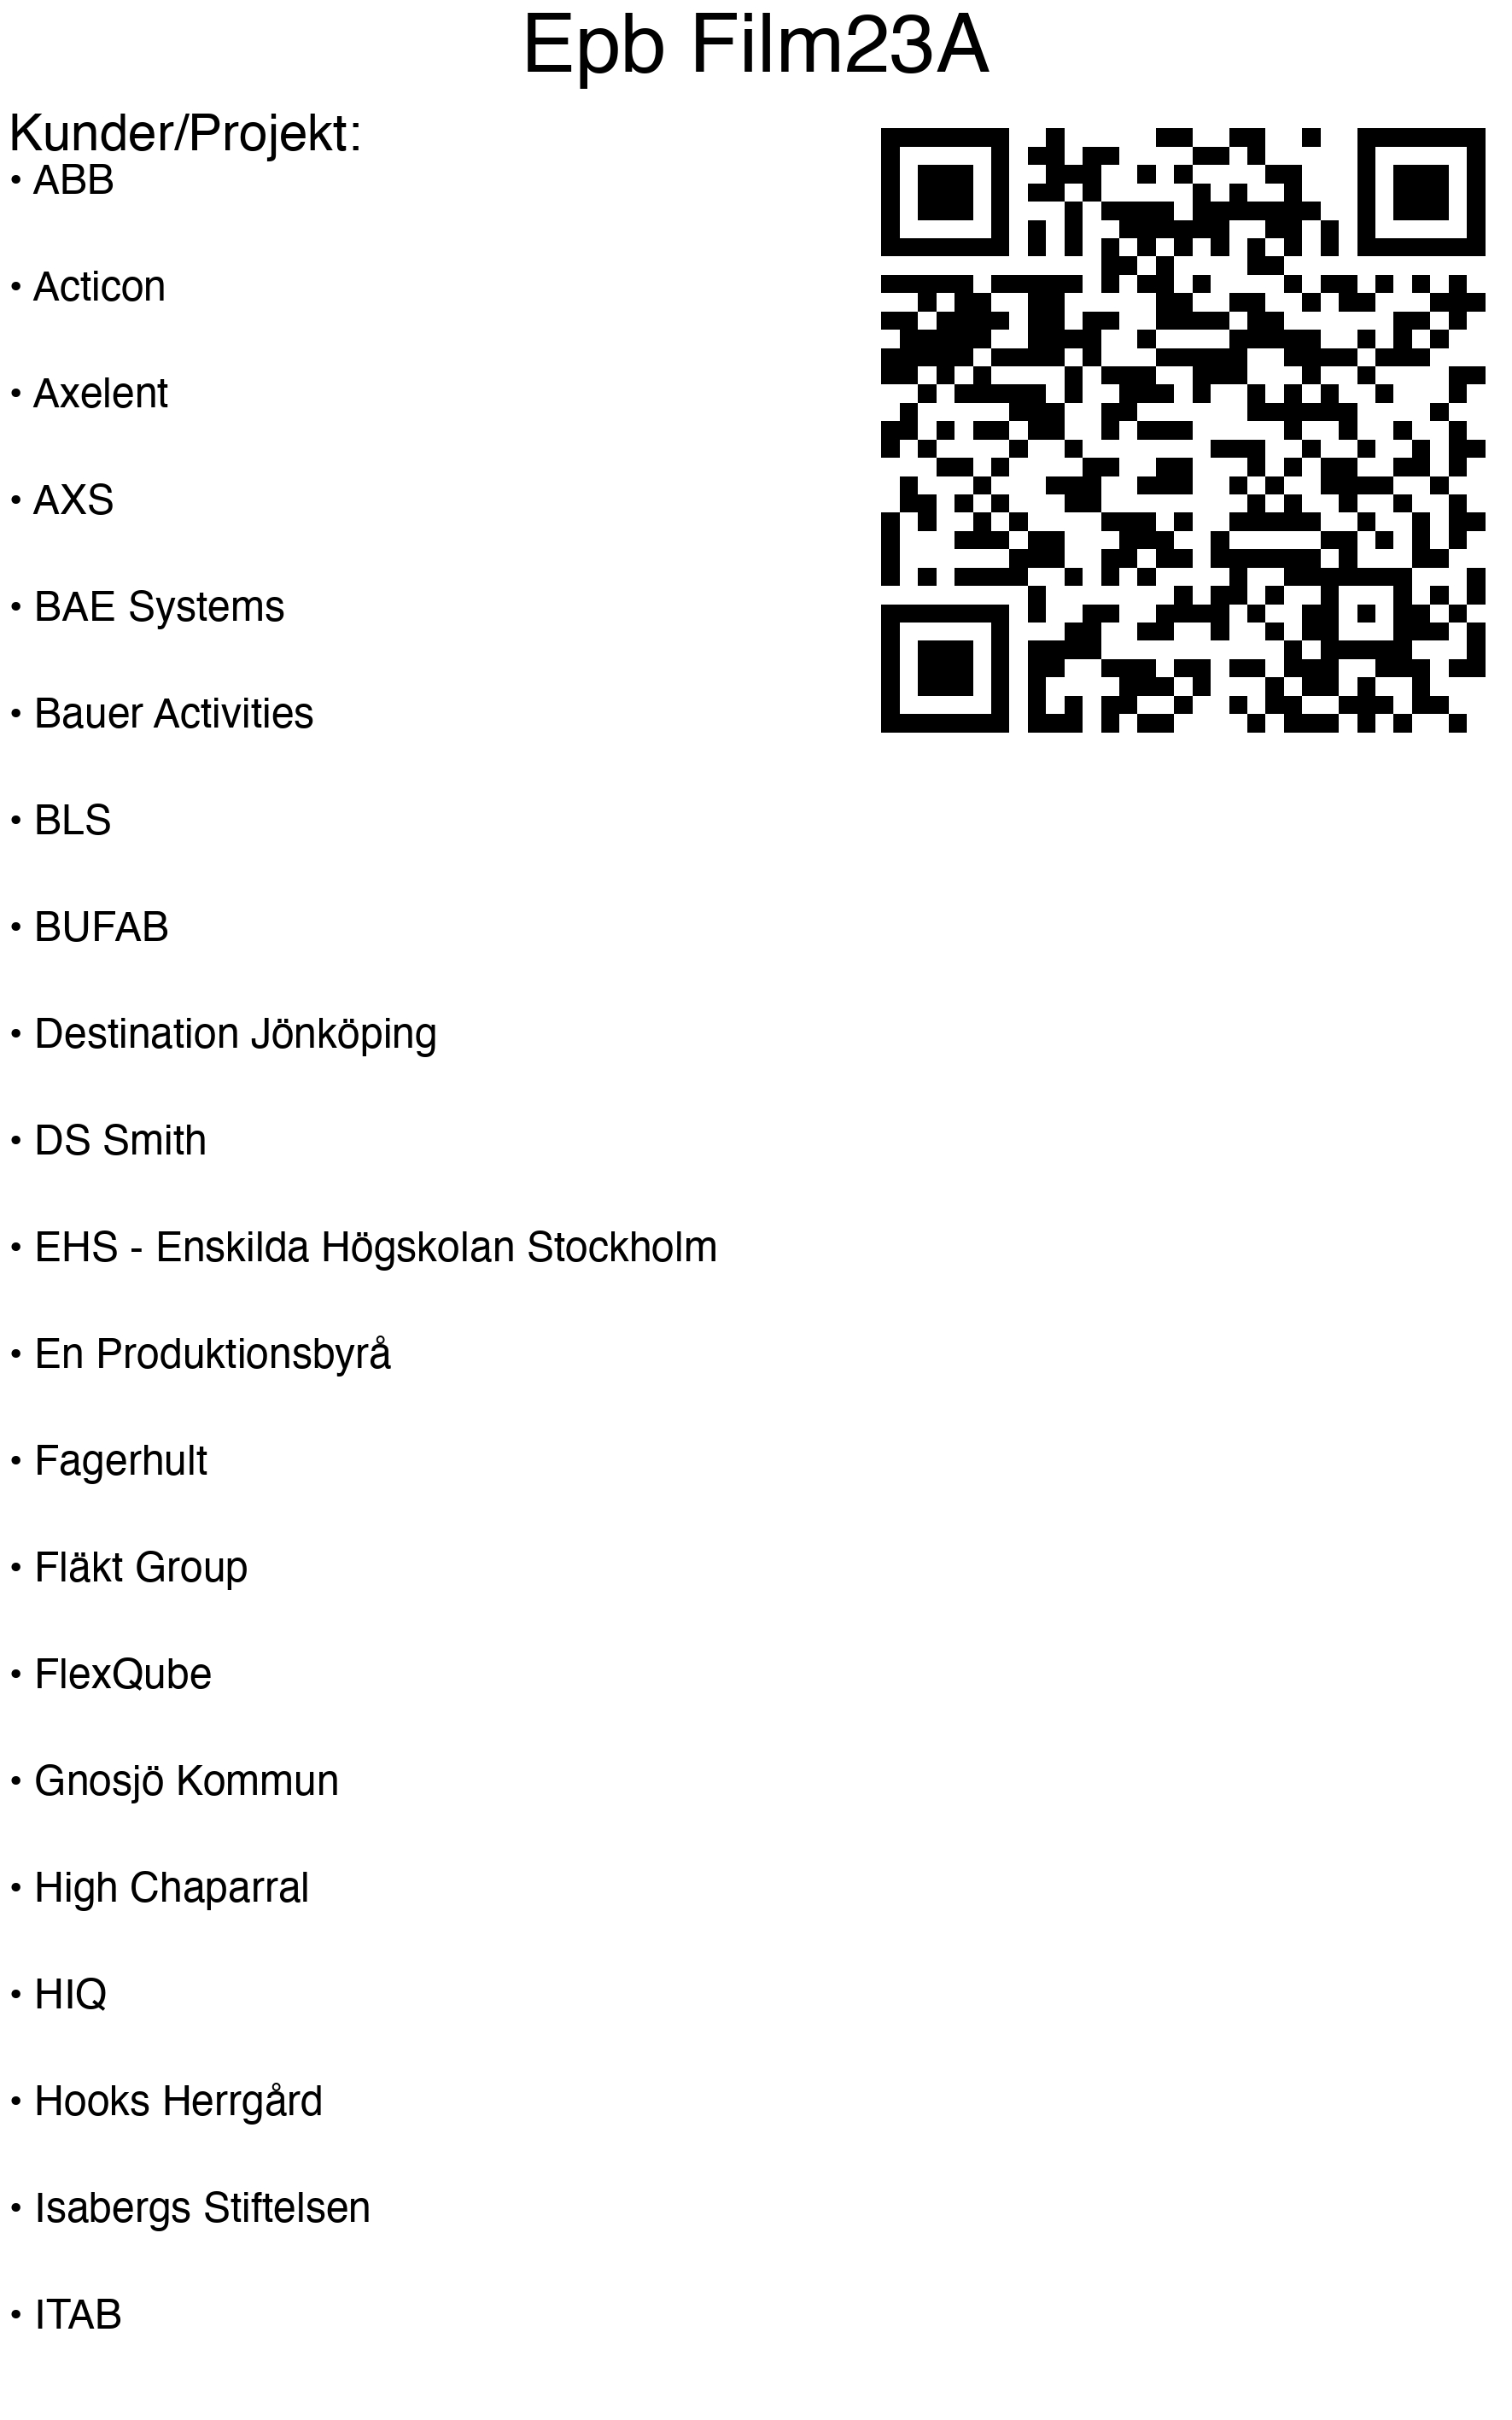 Epb Film23A
Kunder/Projekt:
• ABB
• Acticon
• Axelent
• AXS
• BAE Systems
• Bauer Activities
• BLS
• BUFAB
• Destination Jönköping
• DS Smith
• EHS - Enskilda Högskolan Stockholm
• En Produktionsbyrå
• Fagerhult
• Fläkt Group
• FlexQube
• Gnosjö Kommun
• High Chaparral
• HIQ
• Hooks Herrgård
• Isabergs Stiftelsen
• ITAB